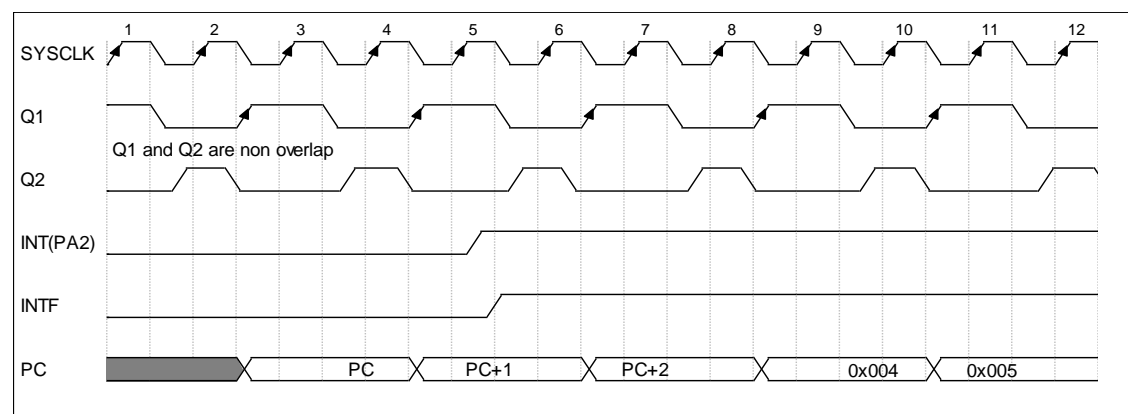 1 2 3 4 5 6 7 8 9 10 11 12
SYSCLK
Q1
Q1 and Q2 are non overlap
Q2
INT(PA2)
INTF
PC PC PC+1 PC+2 0x004 0x005